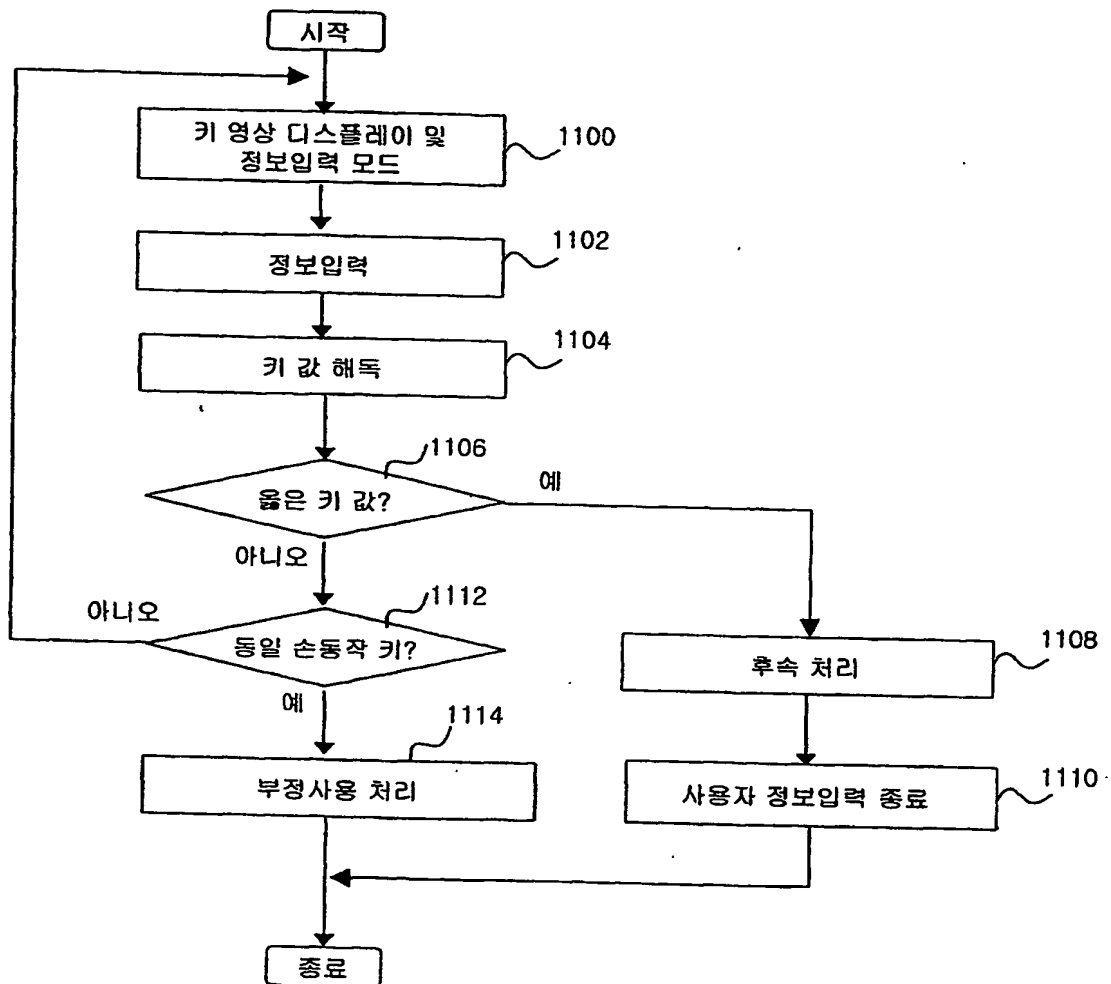 시작
키 영상 디스플레이 및
정보입력 모드
1100
정보입력
1102
키 값 해독
1104
옳은 키 값?
1106
예
아니오
동일 손동작 키?
1112
아니오
예
후속 처리
1108
부정사용 처리
1114
사용자 정보입력 종료
1110
종료